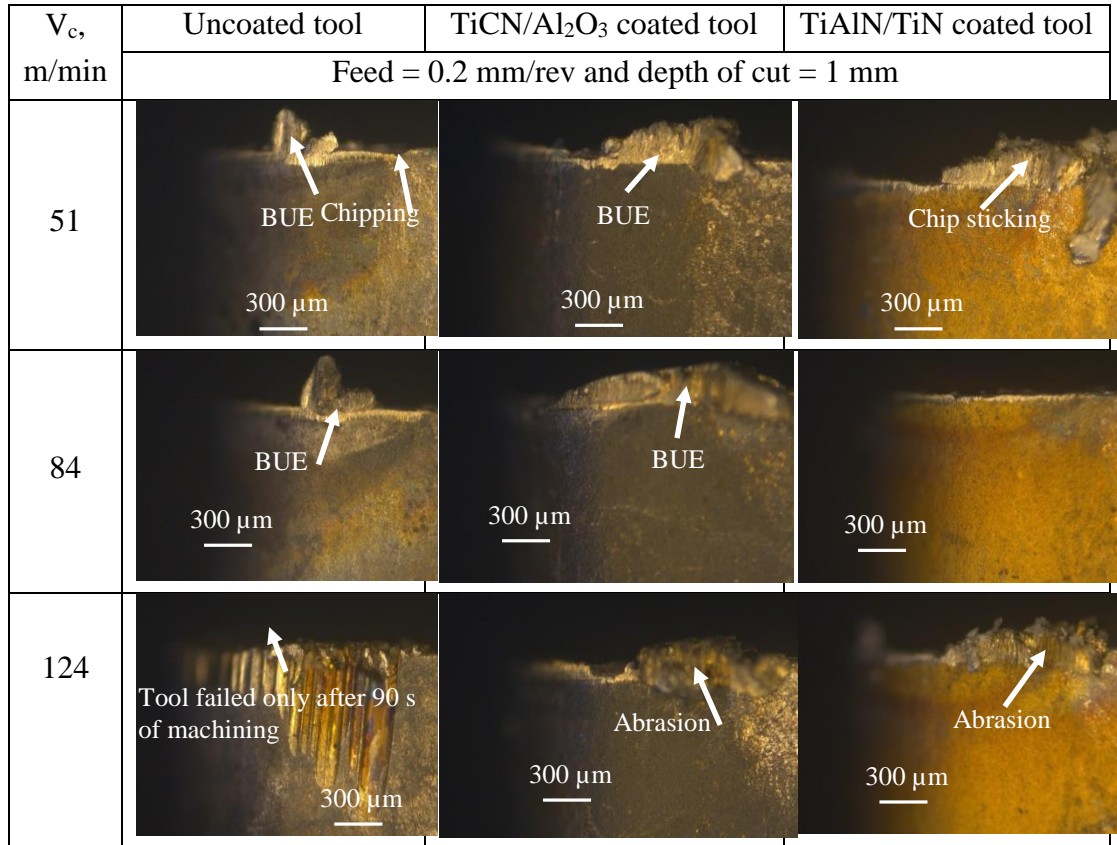 Vc, m/min
Uncoated tool
TiCN/Al2O3 coated tool
TiAlN/TiN coated tool
Feed = 0.2 mm/rev and depth of cut = 1 mm
51
BUE
Chipping
300 µm
BUE
300 µm
Chip sticking
300 µm
84
BUE
300 µm
BUE
300 µm
300 µm
124
Tool failed only after 90 s
of machining
300 µm
Abrasion
300 µm
Abrasion
300 µm